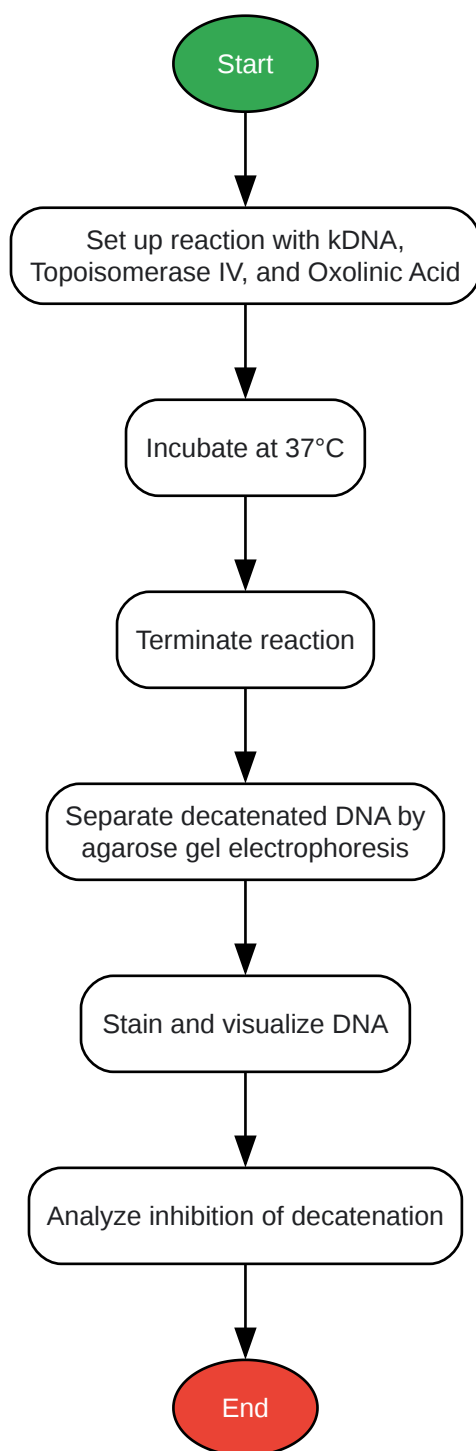 Start
Set up reaction with kDNA,
Topoisomerase IV, and Oxolinic Acid
Incubate at 37°C
Terminate reaction
Separate decatenated DNA by
agarose gel electrophoresis
Stain and visualize DNA
Analyze inhibition of decatenation
End